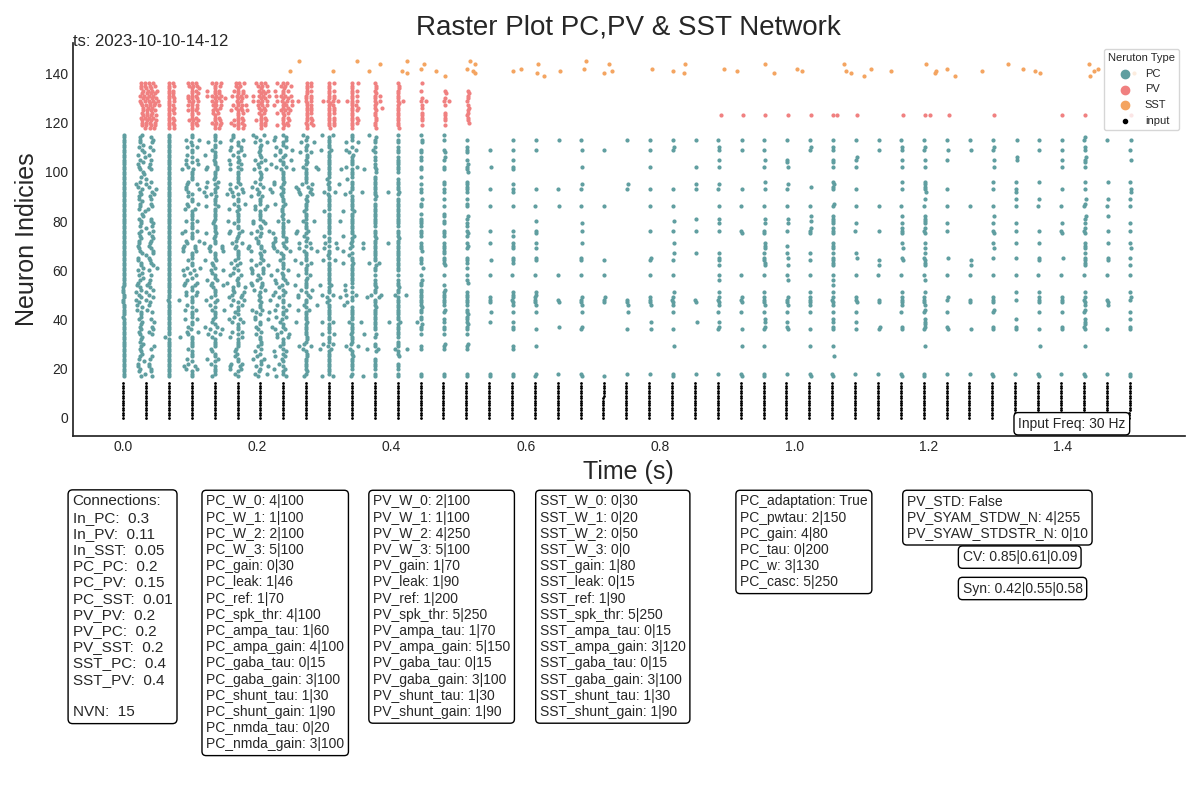 Raster Plot PC,PV & SST Network
ts: 2023-10-10-14-12
Neuron Indicies
140
120
100
80
60
40
20
0
Neruton Type
PC
PV
SST
input
Input Freq: 30 Hz
0.0 0.2 0.4 0.6 0.8 1.0 1.2 1.4
Time (s)
Connections:
In_PC: 0.3
In_PV: 0.11
In_SST: 0.05
PC_PC: 0.2
PC_PV: 0.15
PC_SST: 0.01
PV_PV: 0.2
PV_PC: 0.2
PV_SST: 0.2
SST_PC: 0.4
SST_PV: 0.4
NVN: 15
PC_W_0: 4|100
PC_W_1: 1|100
PC_W_2: 2|100
PC_W_3: 5|100
PC_gain: 0|30
PC_leak: 1|46
PC_ref: 1|70
PC_spk_thr: 4|100
PC_ampa_tau: 1|60
PC_ampa_gain: 4|100
PC_gaba_tau: 0|15
PC_gaba_gain: 3|100
PC_shunt_tau: 1|30
PC_shunt_gain: 1|90
PC_nmda_tau: 0|20
PC_nmda_gain: 3|100
PV_W_0: 2|100
PV_W_1: 1|100
PV_W_2: 4|250
PV_W_3: 5|100
PV_gain: 1|70
PV_leak: 1|90
PV_ref: 1|200
PV_spk_thr: 5|250
PV_ampa_tau: 1|70
PV_ampa_gain: 5|150
PV_gaba_tau: 0|15
PV_gaba_gain: 3|100
PV_shunt_tau: 1|30
PV_shunt_gain: 1|90
SST_W_0: 0|30
SST_W_1: 0|20
SST_W_2: 0|50
SST_W_3: 0|0
SST_gain: 1|80
SST_leak: 0|15
SST_ref: 1|90
SST_spk_thr: 5|250
SST_ampa_tau: 0|15
SST_ampa_gain: 3|120
SST_gaba_tau: 0|15
SST_gaba_gain: 3|100
SST_shunt_tau: 1|30
SST_shunt_gain: 1|90
PC_adaptation: True
PC_pwtau: 2|150
PC_gain: 4|80
PC_tau: 0|200
PC_w: 3|130
PC_casc: 5|250
PV_STD: False
PV_SYAM_STDW_N: 4|255
PV_SYAW_STDSTR_N: 0|10
CV: 0.85|0.61|0.09
Syn: 0.42|0.55|0.58